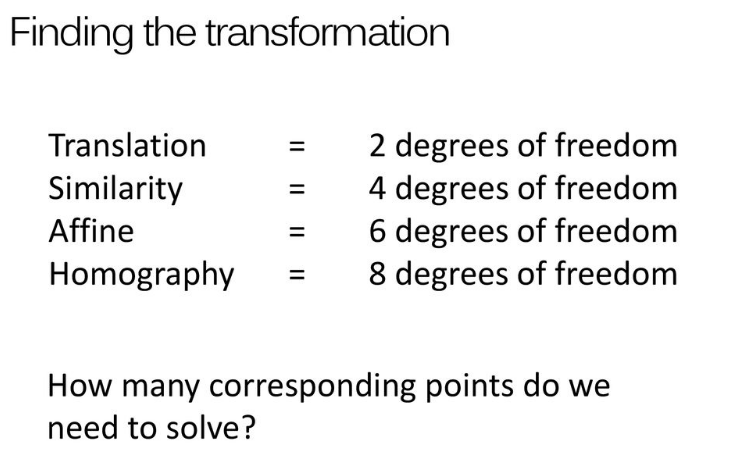 Finding the transformation
Translation = 2 degrees of freedom
Similarity = 4 degrees of freedom
Affine = 6 degrees of freedom
Homography = 8 degrees of freedom
How many corresponding points do we
need to solve?